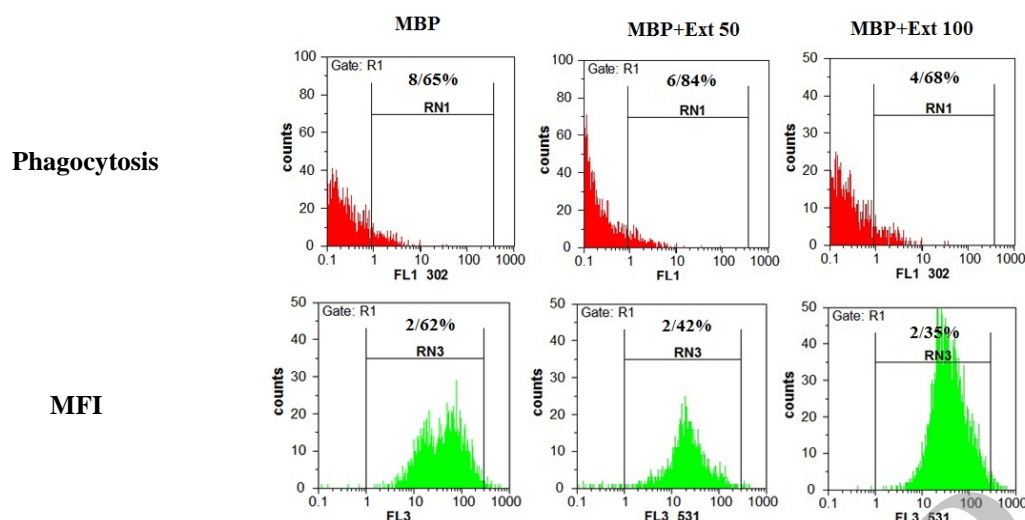 MBP
MBP+Ext 50
MBP+Ext 100
Phagocytosis
100
80
60
40
20
0
counts
Gate: R1
8/65%
RN1
0.1 1 10 100 1000
FL1 302
100
80
60
40
20
0
counts
Gate: R1
6/84%
RN1
0.1 1 10 100 1000
FL1
50
40
30
20
10
0
counts
Gate: R1
4/68%
RN1
0.1 1 10 100 1000
FL1 302
MFI
50
40
30
20
10
0
counts
Gate: R1
2/62%
RN3
0.1 1 10 100 1000
FL3
50
40
30
20
10
0
counts
Gate: R1
2/42%
RN3
0.1 1 10 100 1000
FL3 531
50
40
30
20
10
0
counts
Gate: R1
2/35%
RN3
0.1 1 10 100 1000
FL3 531